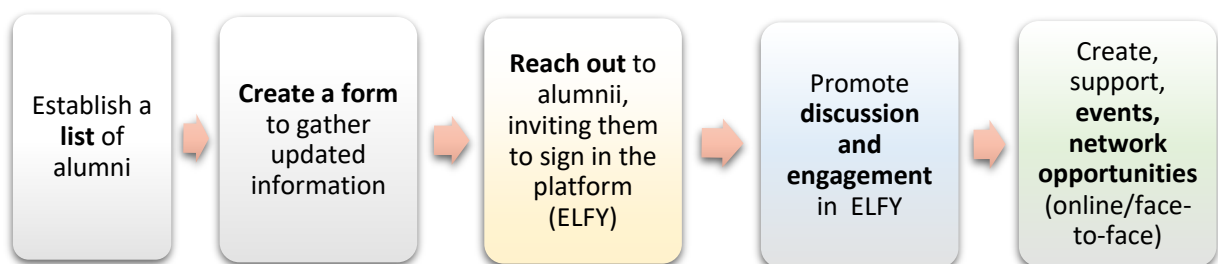 Establish a
list of
alumni
Create a form
to gather
updated
information
Reach out to
alumnii,
inviting them
to sign in the
platform
(ELFY)
Promote
discussion
and
engagement
in ELFY
Create,
support,
events,
network
opportunities
(online/face-
to-face)